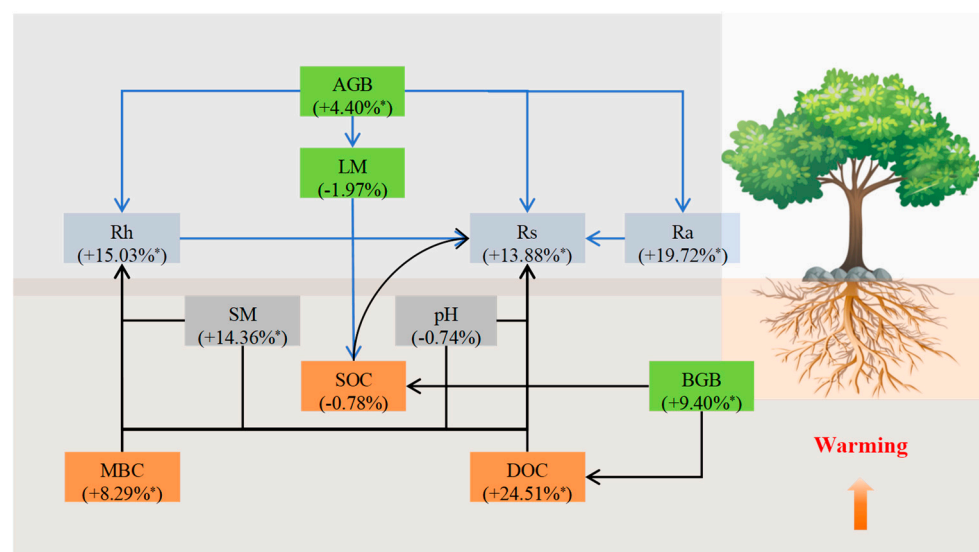 AGB
(+4.40%*)
LM
(-1.97%)
Rh
(+15.03%*)
Rs
(+13.88%*)
Ra
(+19.72%*)
SM
(+14.36%*)
pH
(-0.74%)
SOC
(-0.78%)
BGB
(+9.40%*)
MBC
(+8.29%*)
DOC
(+24.51%*)
Warming